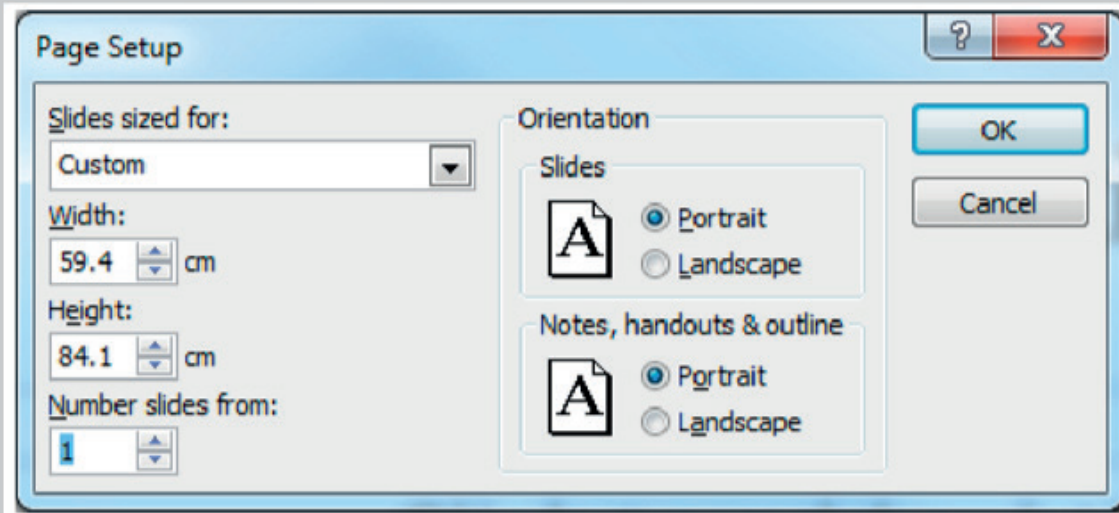 Page Setup
Slides sized for:
Custom
Width:
59.4 cm
Height:
84.1 cm
Number slides from:
1
Orientation
Slides
A
Portrait
Landscape
Notes, handouts & outline
A
Portrait
Landscape
?
X
OK
Cancel